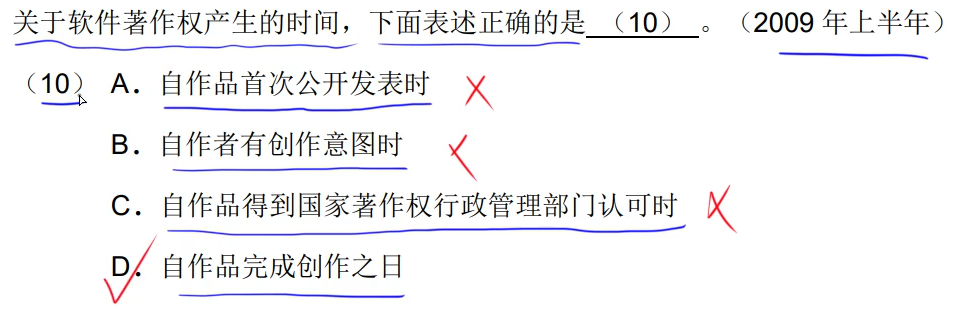 关于软件著作权产生的时间，下面表述正确的是 （10） 。（2009 年上半年）
（10） A．自作品首次公开发表时
B．自作者有创作意图时
C．自作品得到国家著作权行政管理部门认可时
D．自作品完成创作之日